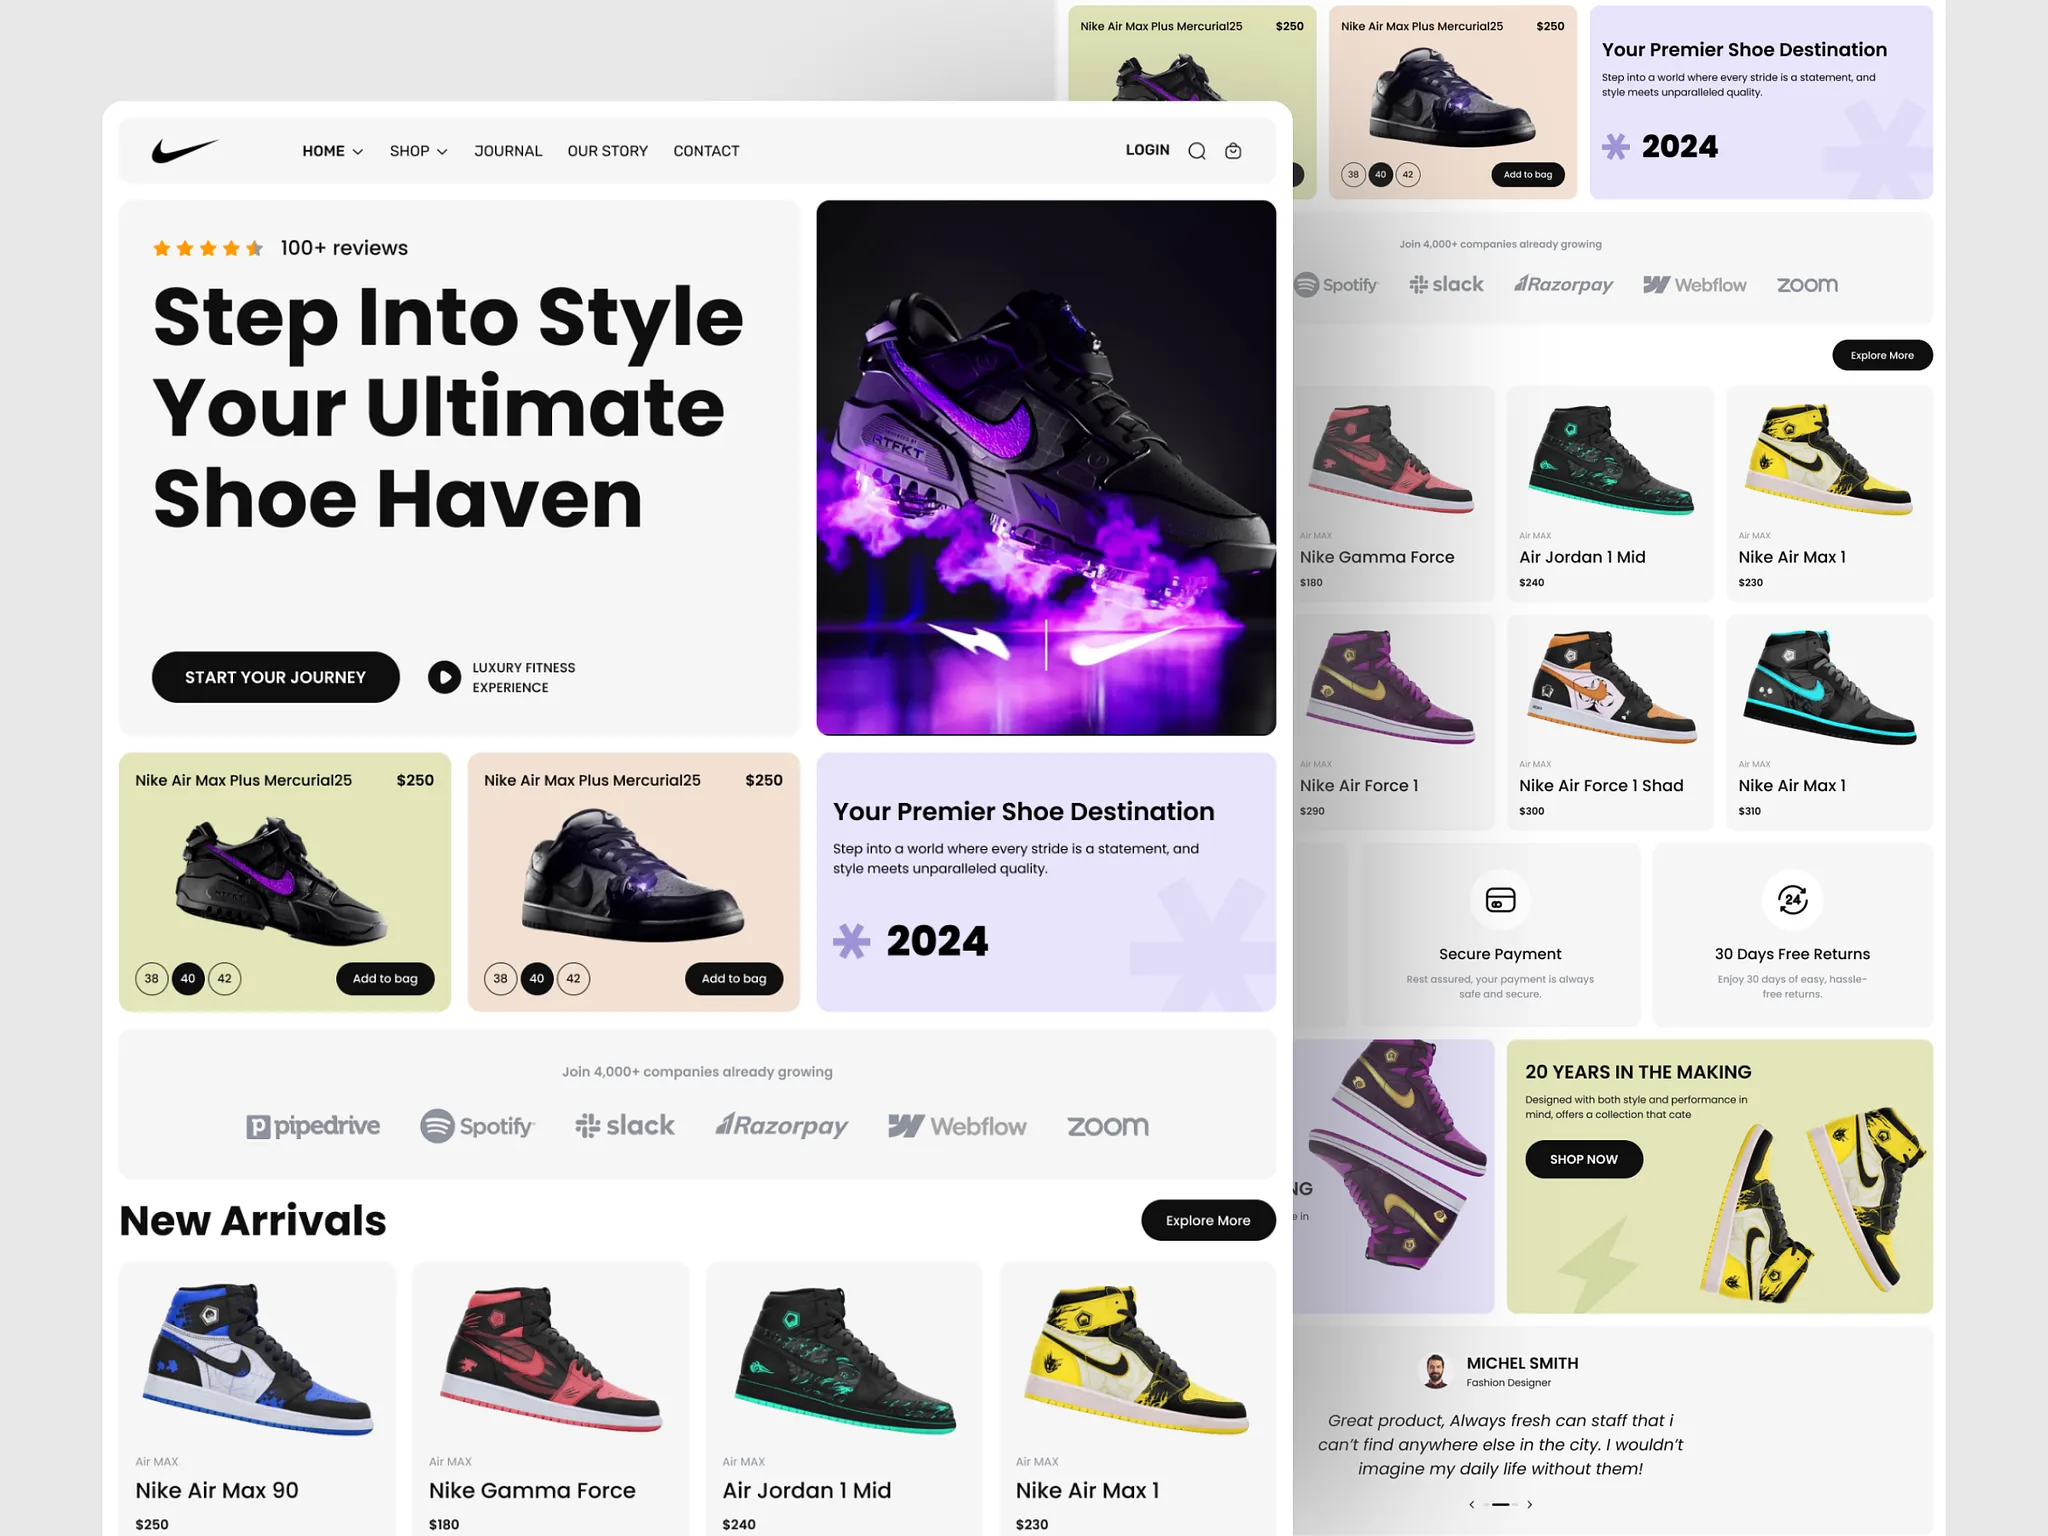 HOME
SHOP
JOURNAL
OUR STORY
CONTACT
LOGIN
100+ reviews
Step Into Style
Your Ultimate
Shoe Haven
START YOUR JOURNEY
LUXURY FITNESS
EXPERIENCE
RTFKT
Nike Air Max Plus Mercurial25
$250
38
40
42
Add to bag
Nike Air Max Plus Mercurial25
$250
38
40
42
Add to bag
Your Premier Shoe Destination
Step into a world where every stride is a statement, and
style meets unparalleled quality.
2024
Join 4,000+ companies already growing
pipedrive
Spotify
slack
Razorpay
Webflow
zoom
New Arrivals
Explore More
Air MAX
Nike Air Max 90
$250
Air MAX
Nike Gamma Force
$180
Air MAX
Air Jordan 1 Mid
$240
Air MAX
Nike Air Max 1
$230
Nike Air Max Plus Mercurial25
$250
Nike Air Max Plus Mercurial25
$250
38
40
42
Add to bag
Your Premier Shoe Destination
Step into a world where every stride is a statement, and
style meets unparalleled quality.
2024
Join 4,000+ companies already growing
Spotify
slack
Razorpay
Webflow
zoom
Explore More
Air MAX
Nike Gamma Force
$180
Air MAX
Air Jordan 1 Mid
$240
Air MAX
Nike Air Max 1
$230
Air MAX
Nike Air Force 1
$290
Air MAX
Nike Air Force 1 Shad
$300
Air MAX
Nike Air Max 1
$310
Secure Payment
Rest assured, your payment is always
safe and secure.
24
30 Days Free Returns
Enjoy 30 days of easy, hassle-
free returns.
NG
e in
20 YEARS IN THE MAKING
Designed with both style and performance in
mind, offers a collection that cate
SHOP NOW
MICHEL SMITH
Fashion Designer
Great product, Always fresh can staff that i
can't find anywhere else in the city. I wouldn't
imagine my daily life without them!